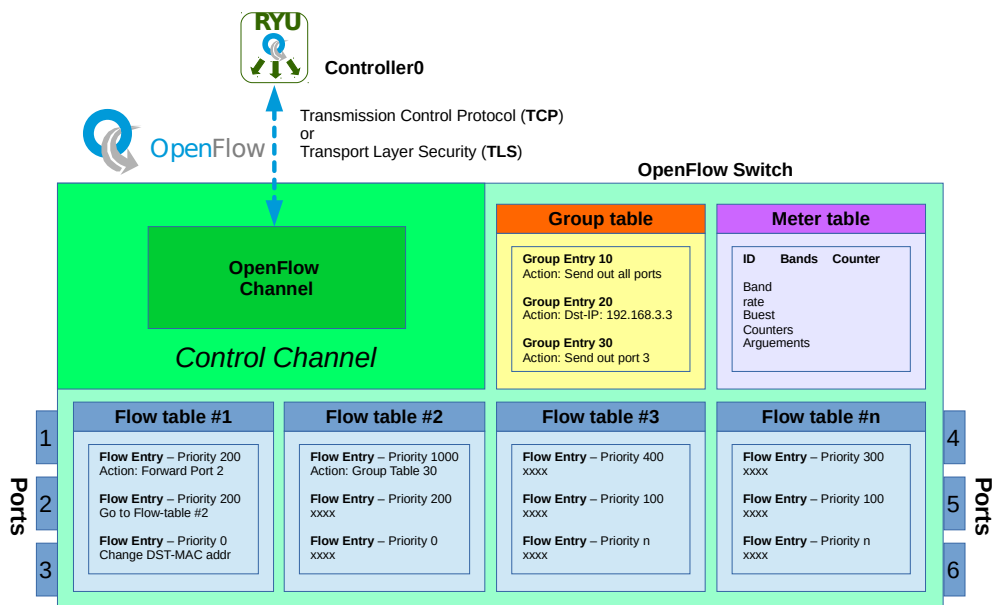 RYU
Controller0
Transmission Control Protocol (TCP)
or
Transport Layer Security (TLS)
OpenFlow
OpenFlow Switch
OpenFlow
Channel
Control Channel
Group table
Group Entry 10
Action: Send out all ports
Group Entry 20
Action: Dst-IP: 192.168.3.3
Group Entry 30
Action: Send out port 3
Meter table
ID Bands Counter
Band
rate
Buest
Counters
Arguements
Ports
1
2
3
Flow table #1
Flow Entry – Priority 200
Action: Forward Port 2
Flow Entry – Priority 200
Go to Flow-table #2
Flow Entry – Priority 0
Change DST-MAC addr
Flow table #2
Flow Entry – Priority 1000
Action: Group Table 30
Flow Entry – Priority 200
xxxx
Flow Entry – Priority 0
xxxx
Flow table #3
Flow Entry – Priority 400
xxxx
Flow Entry – Priority 100
xxxx
Flow Entry – Priority n
xxxx
Flow table #n
Flow Entry – Priority 300
xxxx
Flow Entry – Priority 100
xxxx
Flow Entry – Priority n
xxxx
4
5
6
Ports